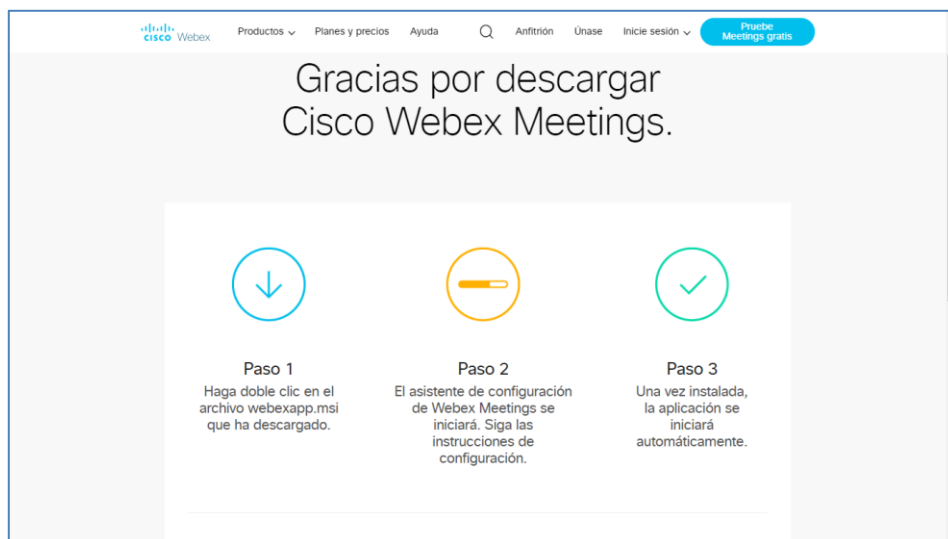 cisco Webex Productos Planes y precios Ayuda Anfitrión Únase Inicie sesión Pruebe
Meetings gratis
Gracias por descargar
Cisco Webex Meetings.
Paso 1
Haga doble clic en el
archivo webexapp.msi
que ha descargado.
Paso 2
El asistente de configuración
de Webex Meetings se
iniciará. Siga las
instrucciones de
configuración.
Paso 3
Una vez instalada,
la aplicación se
iniciará
automáticamente.